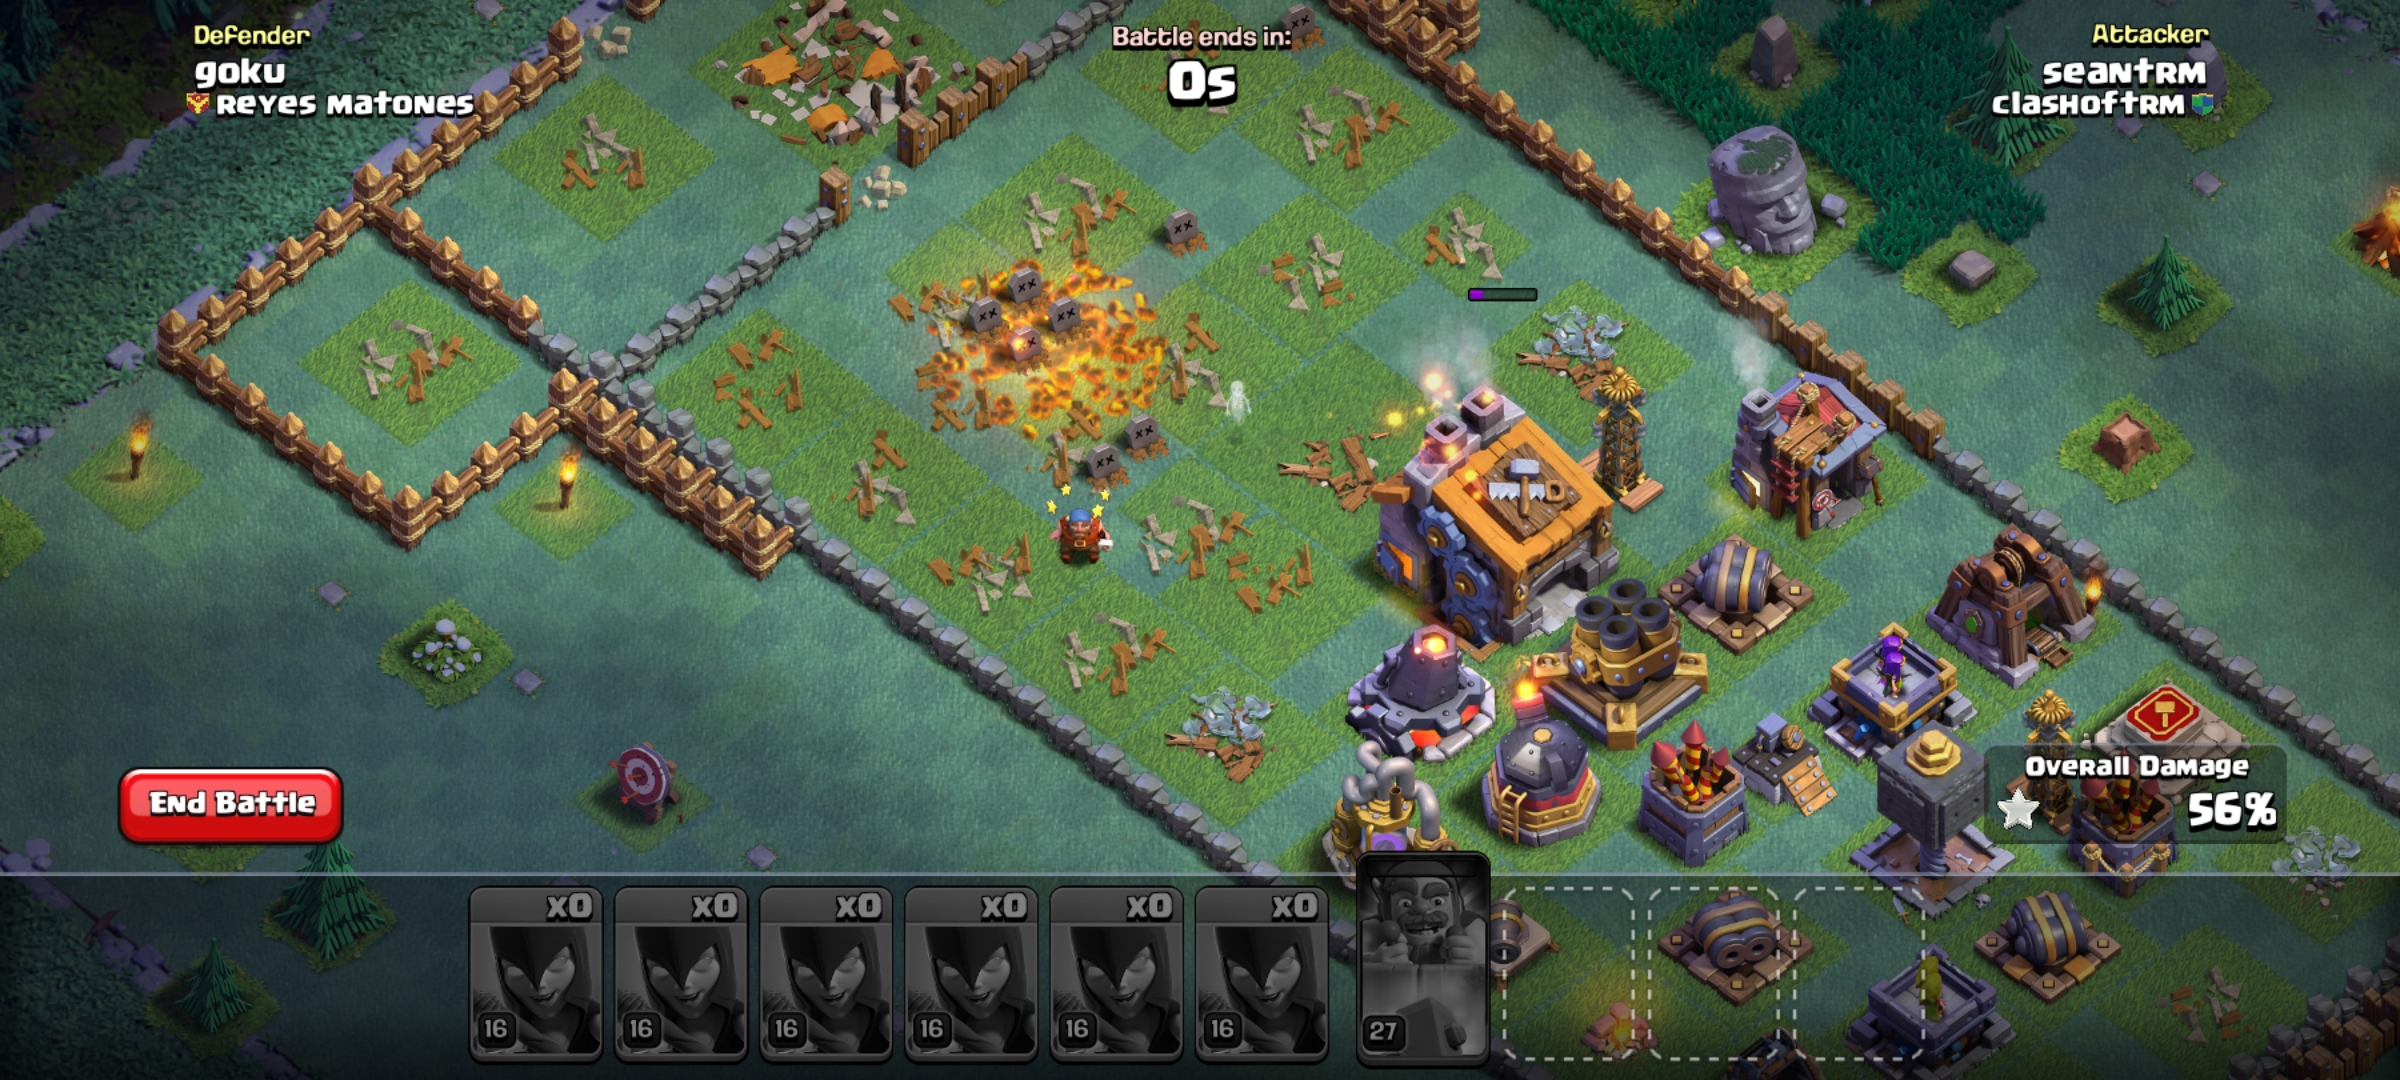 Defender
goku
REYES MATONES
Battle ends in:
0s
Attacker
seantRM
clashoftRM
End Battle
Overall Damage
56%
x0
x0
x0
x0
x0
x0
16
16
16
16
16
16
27